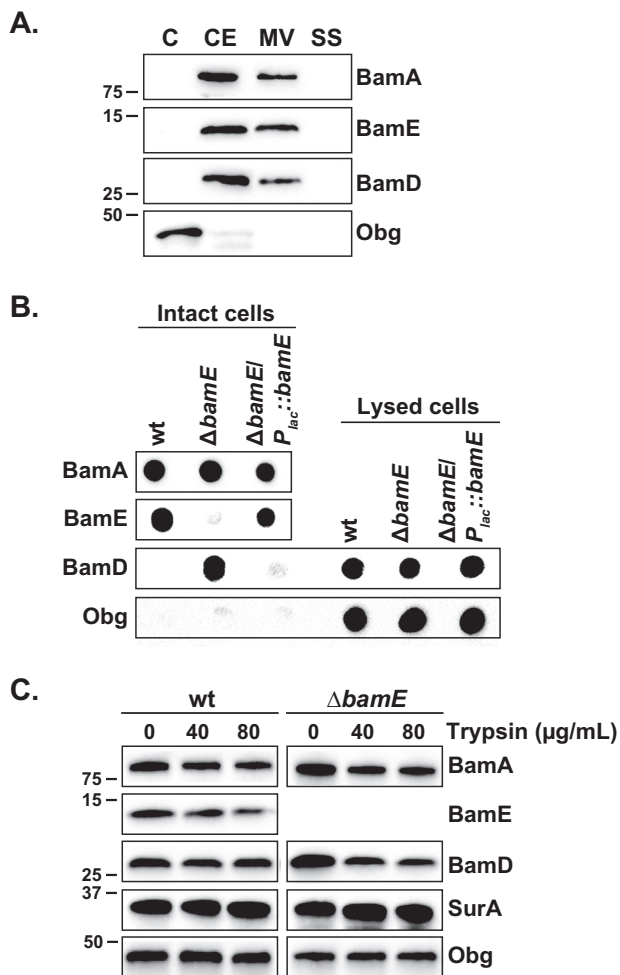 A.
C CE MV SS
75 BamA
15 BamE
25 BamD
50 Obg
B.
Intact cells
wt ΔbamE ΔbamE/ P_lac::bamE
Lysed cells
wt ΔbamE ΔbamE/ P_lac::bamE
BamA
BamE
BamD
Obg
C.
wt ΔbamE
0 40 80 0 40 80 Trypsin (µg/mL)
75 BamA
15 BamE
25 BamD
37 SurA
50 Obg